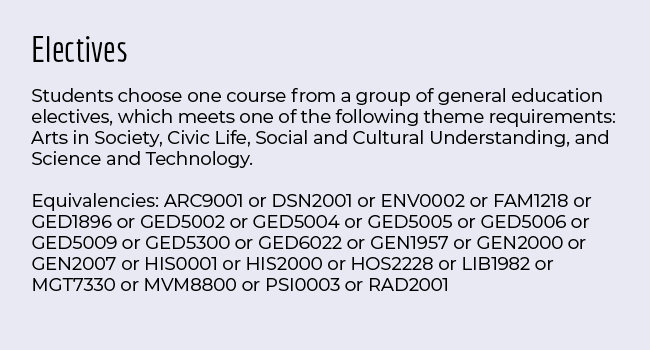 Electives
Students choose one course from a group of general education
electives, which meets one of the following theme requirements:
Arts in Society, Civic Life, Social and Cultural Understanding, and
Science and Technology.
Equivalencies: ARC9001 or DSN2001 or ENV0002 or FAM1218 or
GED1896 or GED5002 or GED5004 or GED5005 or GED5006 or
GED5009 or GED5300 or GED6022 or GEN1957 or GEN2000 or
GEN2007 or HIS0001 or HIS2000 or HOS2228 or LIB1982 or
MGT7330 or MVM8800 or PSI0003 or RAD2001